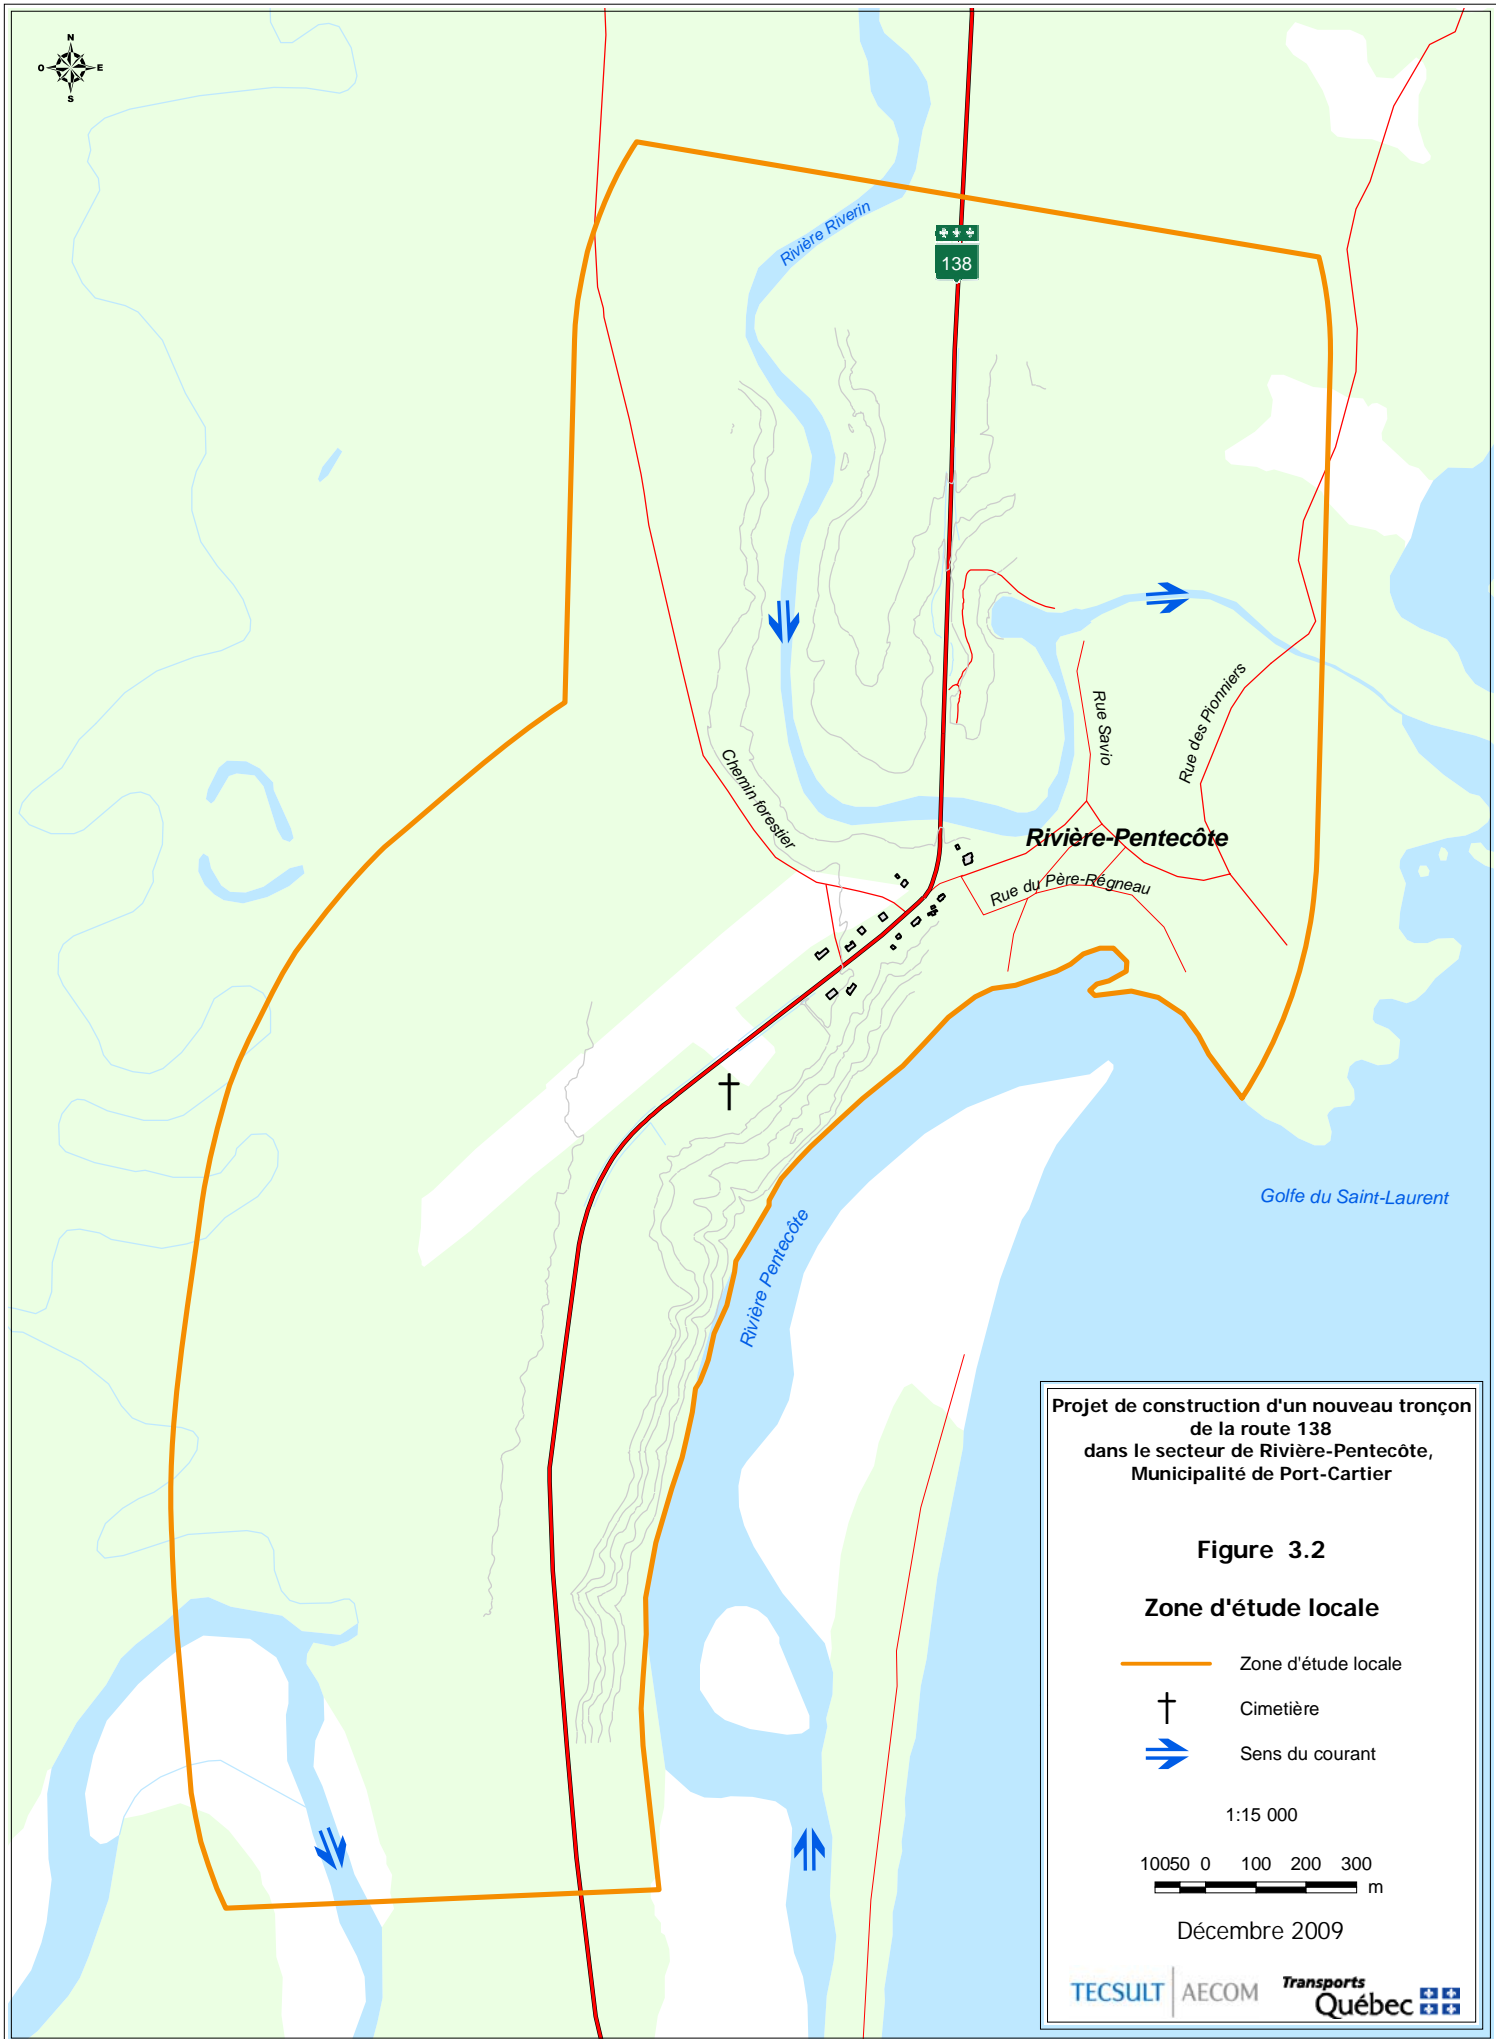 N
O E
S
Rivière Riverin
138
Rue Savio
Rue des Pionniers
Chemin forestier
Rivière-Pentecôte
Rue du Père-Régneau
Golfe du Saint-Laurent
Rivière Pentecôte
Projet de construction d'un nouveau tronçon
de la route 138
dans le secteur de Rivière-Pentecôte,
Municipalité de Port-Cartier
Figure 3.2
Zone d'étude locale
Zone d'étude locale
Cimetière
Sens du courant
1:15 000
10050 0 100 200 300
m
Décembre 2009
TECSULT AECOM
Transports
Québec